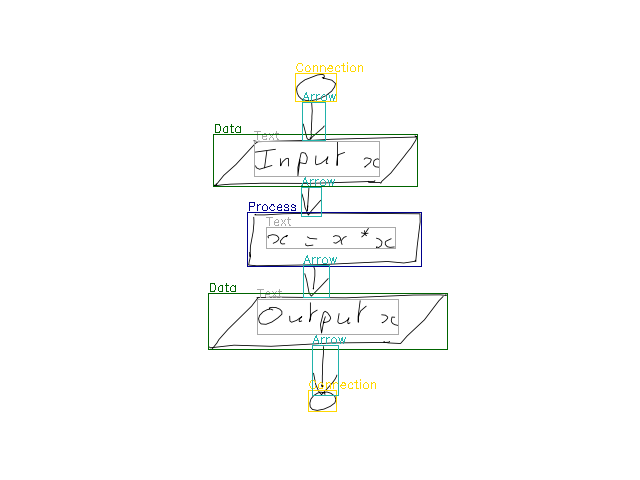 Connection
Arrow
Data
Text
Input x
Arrow
Process
Text
x = x * x
Arrow
Data
Text
Output x
Arrow
Connection